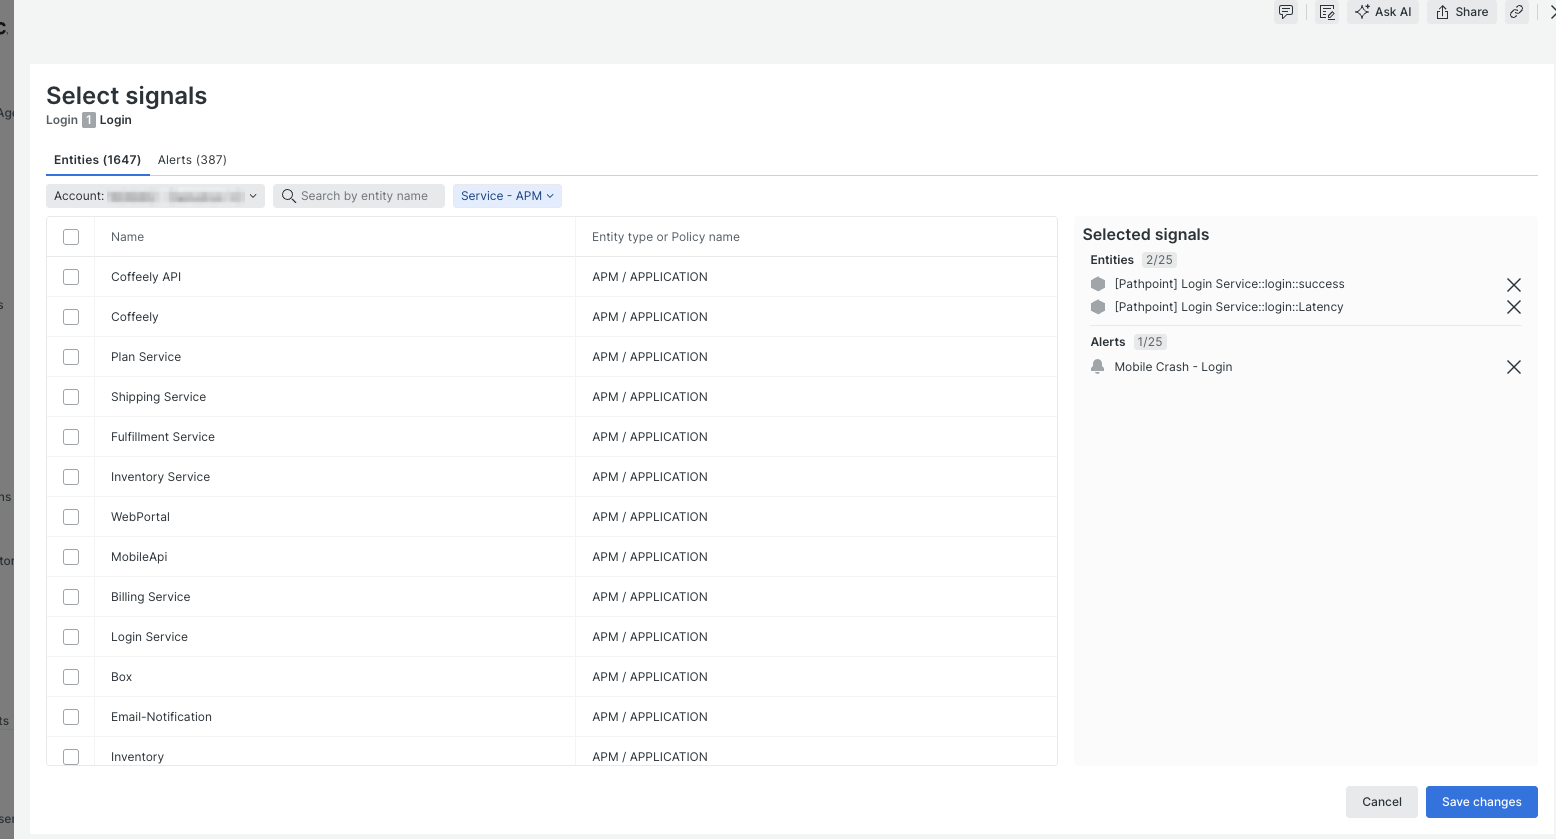 Ask AI
Share
Select signals
Login 1 Login
Entities (1647) Alerts (387)
Account:
Search by entity name
Service - APM
Name Entity type or Policy name
Coffeely API APM / APPLICATION
Coffeely APM / APPLICATION
Plan Service APM / APPLICATION
Shipping Service APM / APPLICATION
Fulfillment Service APM / APPLICATION
Inventory Service APM / APPLICATION
WebPortal APM / APPLICATION
MobileApi APM / APPLICATION
Billing Service APM / APPLICATION
Login Service APM / APPLICATION
Box APM / APPLICATION
Email-Notification APM / APPLICATION
Inventory APM / APPLICATION
Selected signals
Entities 2/25
[Pathpoint] Login Service::login::success
[Pathpoint] Login Service::login::Latency
Alerts 1/25
Mobile Crash - Login
Cancel
Save changes